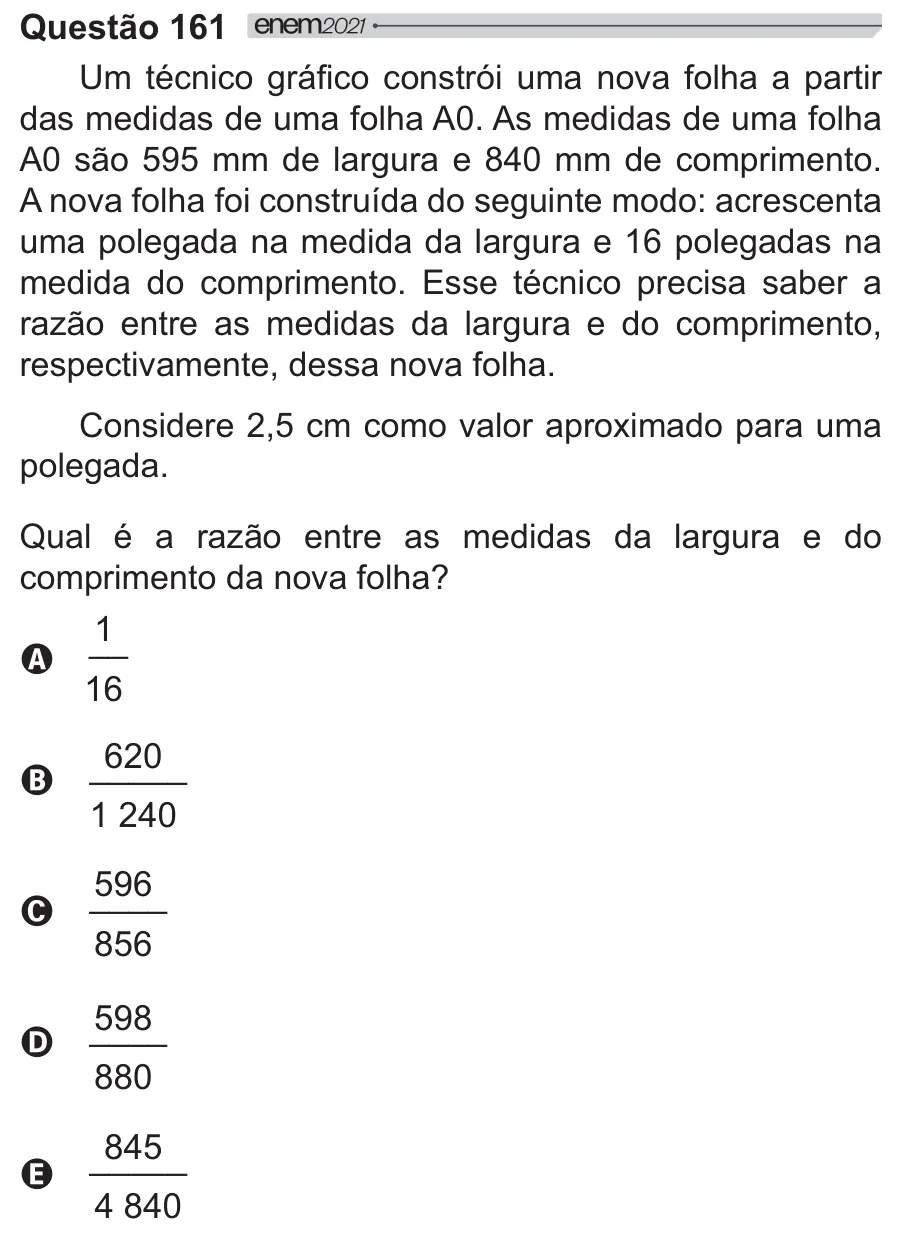 Questão 161 enem2021
Um técnico gráfico constrói uma nova folha a partir
das medidas de uma folha A0. As medidas de uma folha
A0 são 595 mm de largura e 840 mm de comprimento.
A nova folha foi construída do seguinte modo: acrescenta
uma polegada na medida da largura e 16 polegadas na
medida do comprimento. Esse técnico precisa saber a
razão entre as medidas da largura e do comprimento,
respectivamente, dessa nova folha.
Considere 2,5 cm como valor aproximado para uma
polegada.
Qual é a razão entre as medidas da largura e do
comprimento da nova folha?
A
1
16
B
620
1 240
C
596
856
D
598
880
E
845
4 840